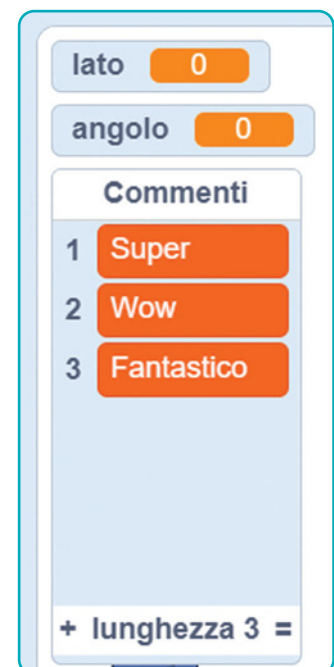 lato 0
angolo 0
Commenti
1 Super
2 Wow
3 Fantastico
+ lunghezza 3 =